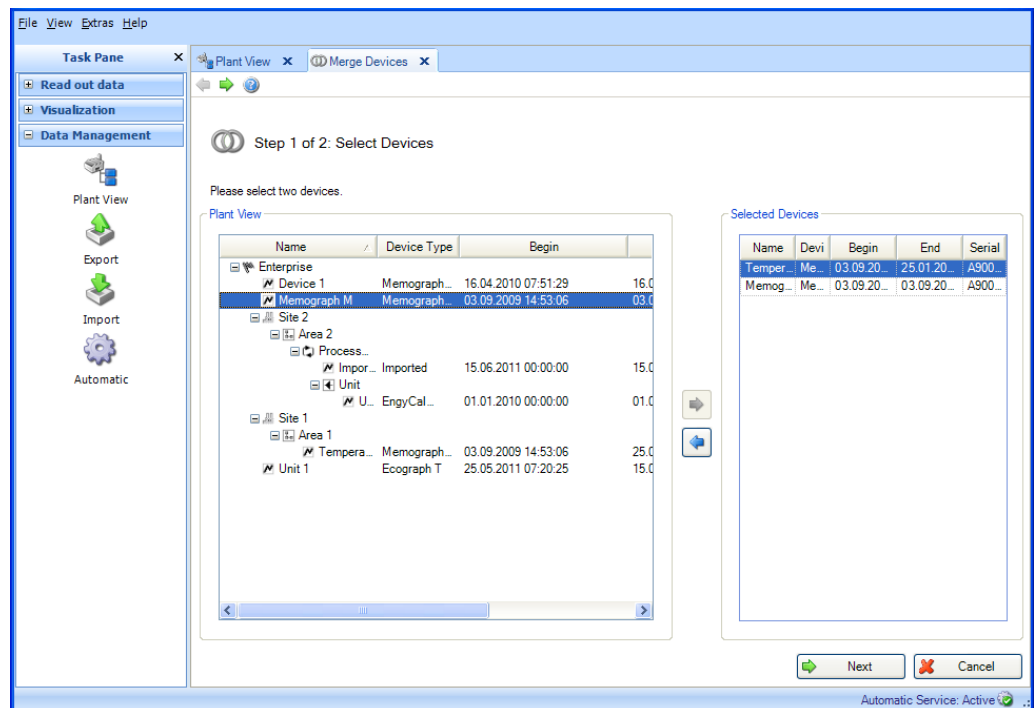 File View Extras Help
Task Pane
Plant View Merge Devices
Read out data
Visualization
Data Management
Plant View
Export
Import
Automatic
Step 1 of 2: Select Devices
Please select two devices.
Plant View
Name Device Type Begin
Enterprise
Device 1 Memograph... 16.04.2010 07:51:29 16.0
Memograph M Memograph... 03.09.2009 14:53:06 03.0
Site 2
Area 2
Process...
Impor... Imported 15.06.2011 00:00:00 15.0
Unit
U... EngyCal... 01.01.2010 00:00:00 01.0
Site 1
Area 1
Tempera... Memograph... 03.09.2009 14:53:06 25.0
Unit 1 Ecograph T 25.05.2011 07:20:25 15.0
Selected Devices
Name Devi Begin End Serial
Temper... Me... 03.09.20... 25.01.20... A900...
Memog... Me... 03.09.20... 03.09.20... A900...
Next Cancel
Automatic Service: Active